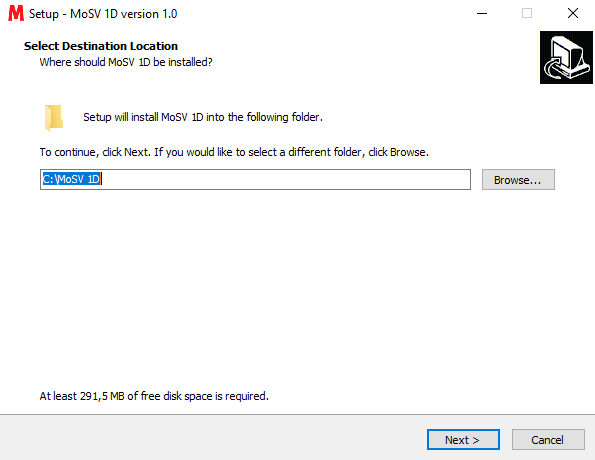 M Setup - MoSV 1D version 1.0
Select Destination Location
Where should MoSV 1D be installed?
Setup will install MoSV 1D into the following folder.
To continue, click Next. If you would like to select a different folder, click Browse.
C:\MoSV 1D
Browse...
At least 291,5 MB of free disk space is required.
Next >
Cancel